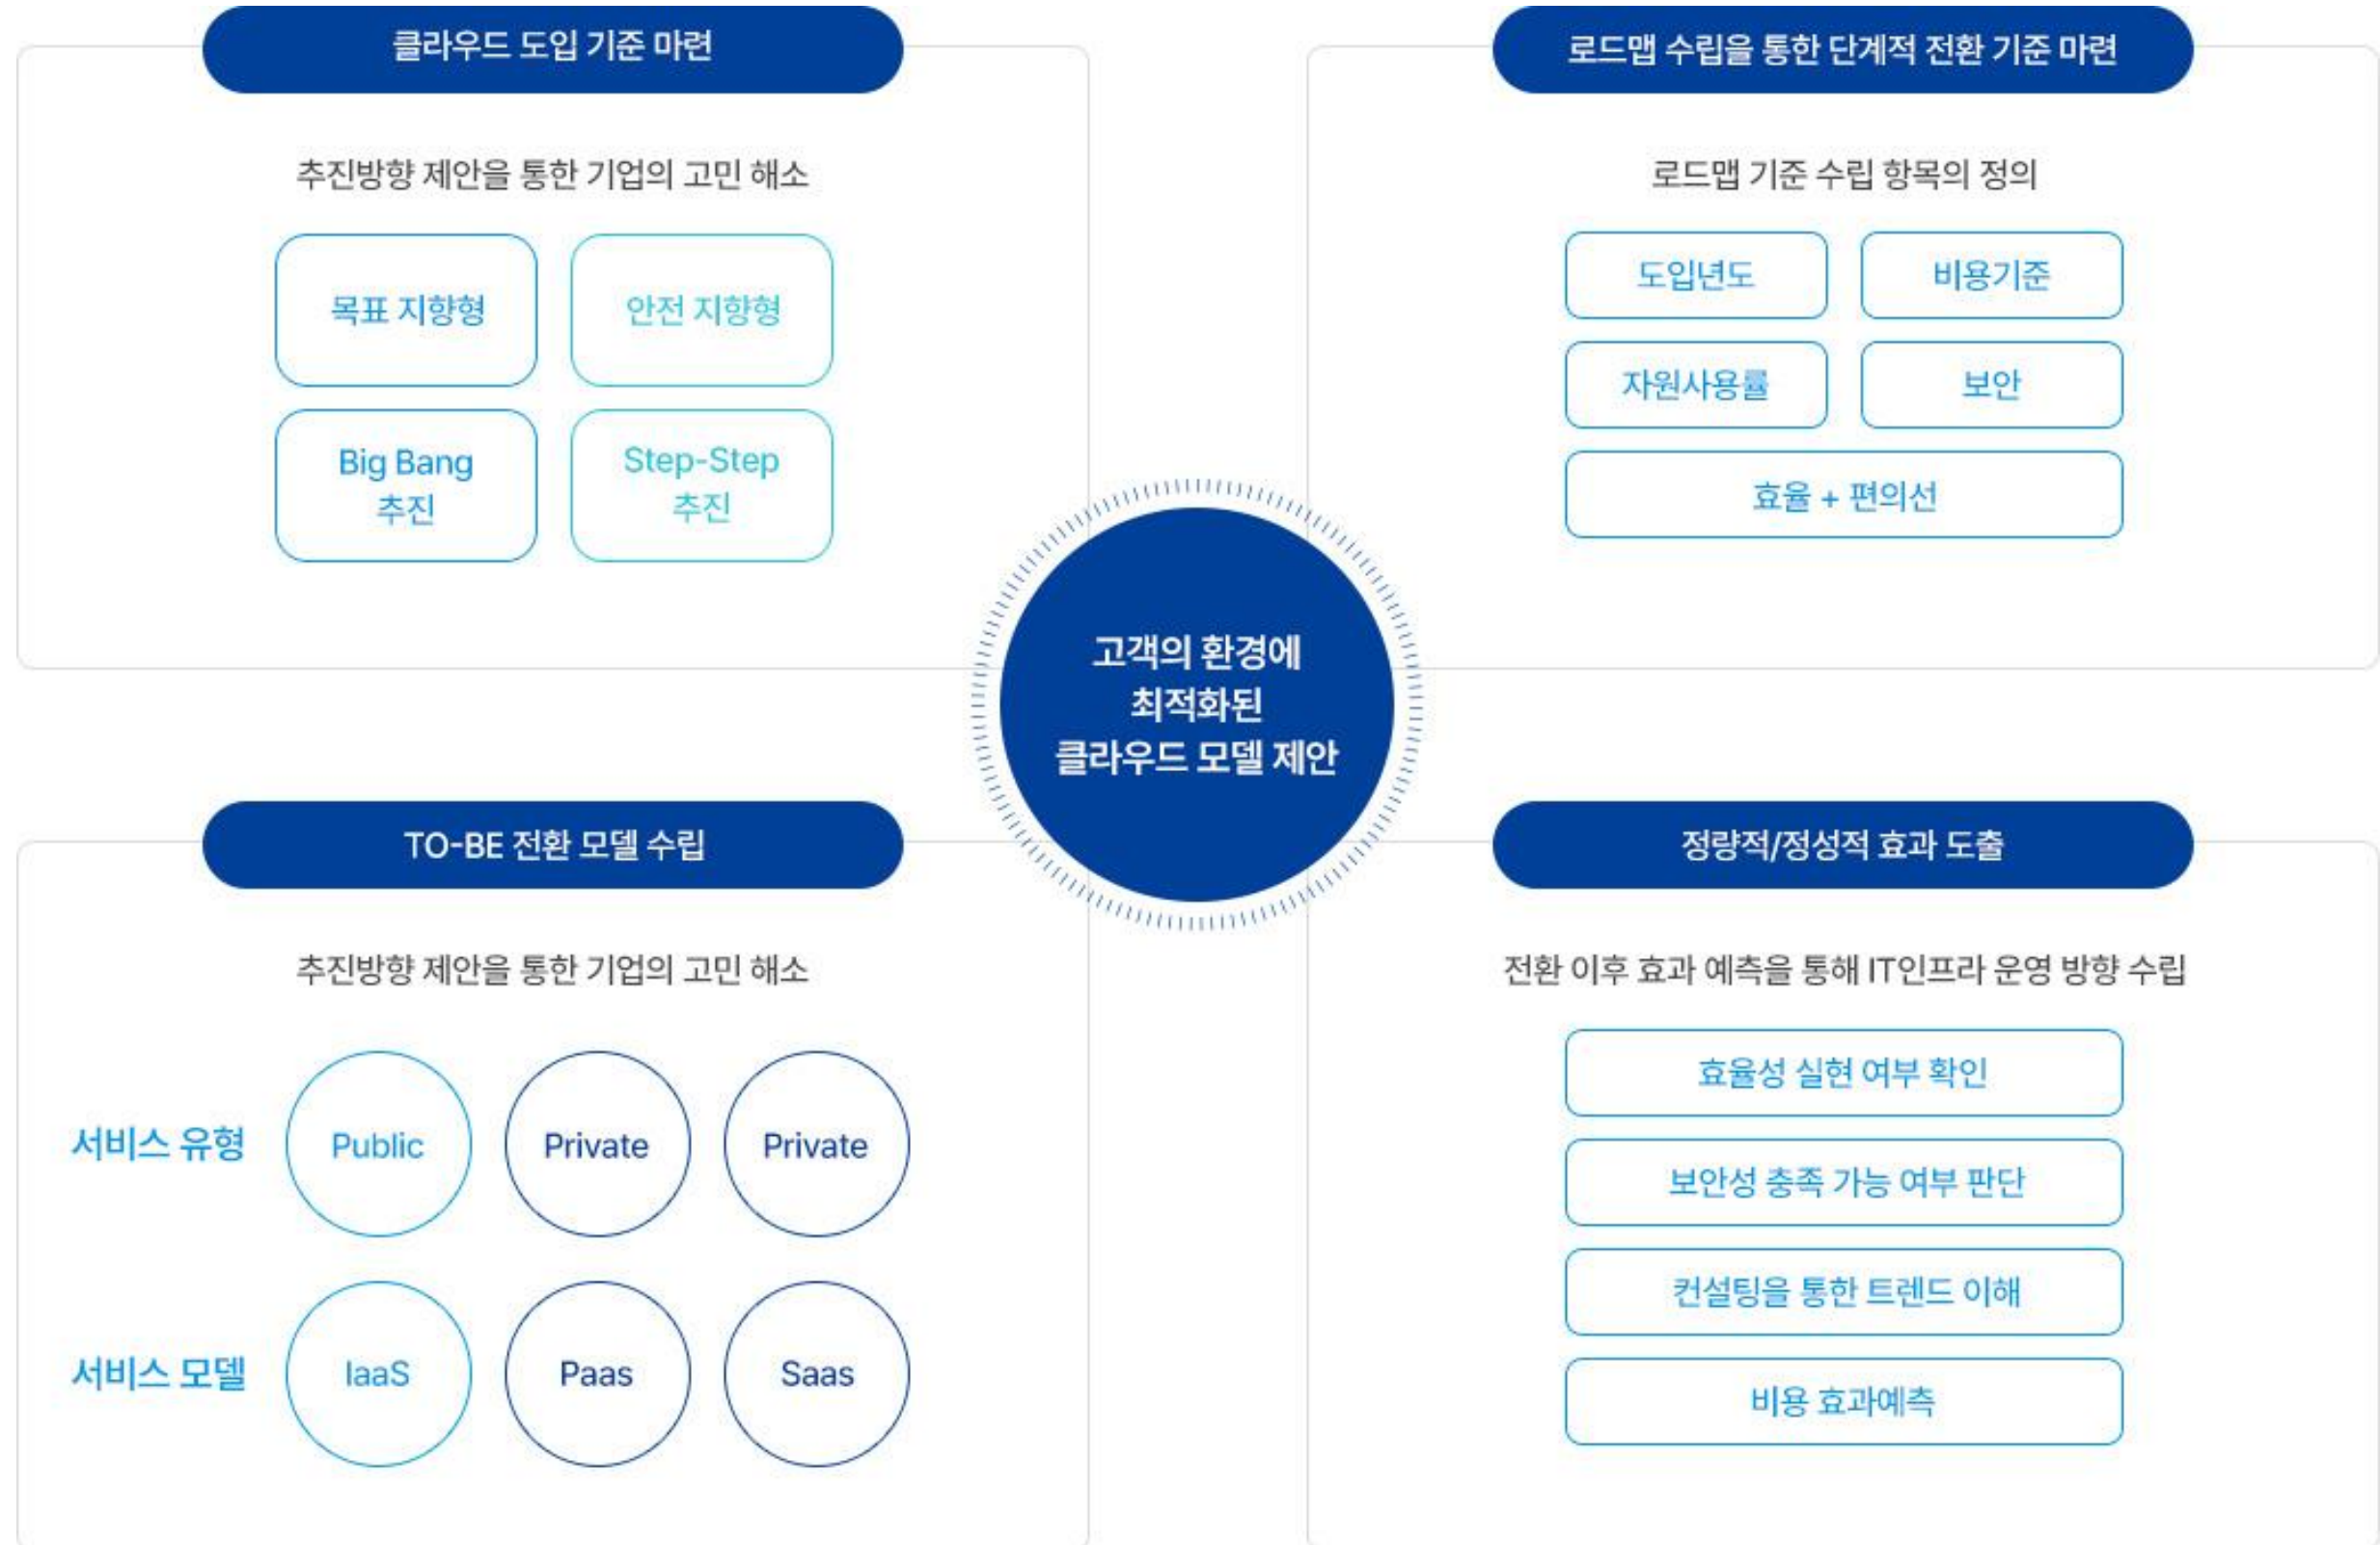 클라우드 도입 기준 마련
추진방향 제안을 통한 기업의 고민 해소
목표 지향형
안전 지향형
Big Bang
추진
Step-Step
추진
로드맵 수립을 통한 단계적 전환 기준 마련
로드맵 기준 수립 항목의 정의
도입년도
비용기준
자원사용률
보안
효율 + 편의선
고객의 환경에
최적화된
클라우드 모델 제안
TO-BE 전환 모델 수립
추진방향 제안을 통한 기업의 고민 해소
서비스 유형
Public
Private
Private
서비스 모델
IaaS
Paas
Saas
정량적/정성적 효과 도출
전환 이후 효과 예측을 통해 IT인프라 운영 방향 수립
효율성 실현 여부 확인
보안성 충족 가능 여부 판단
컨설팅을 통한 트렌드 이해
비용 효과예측